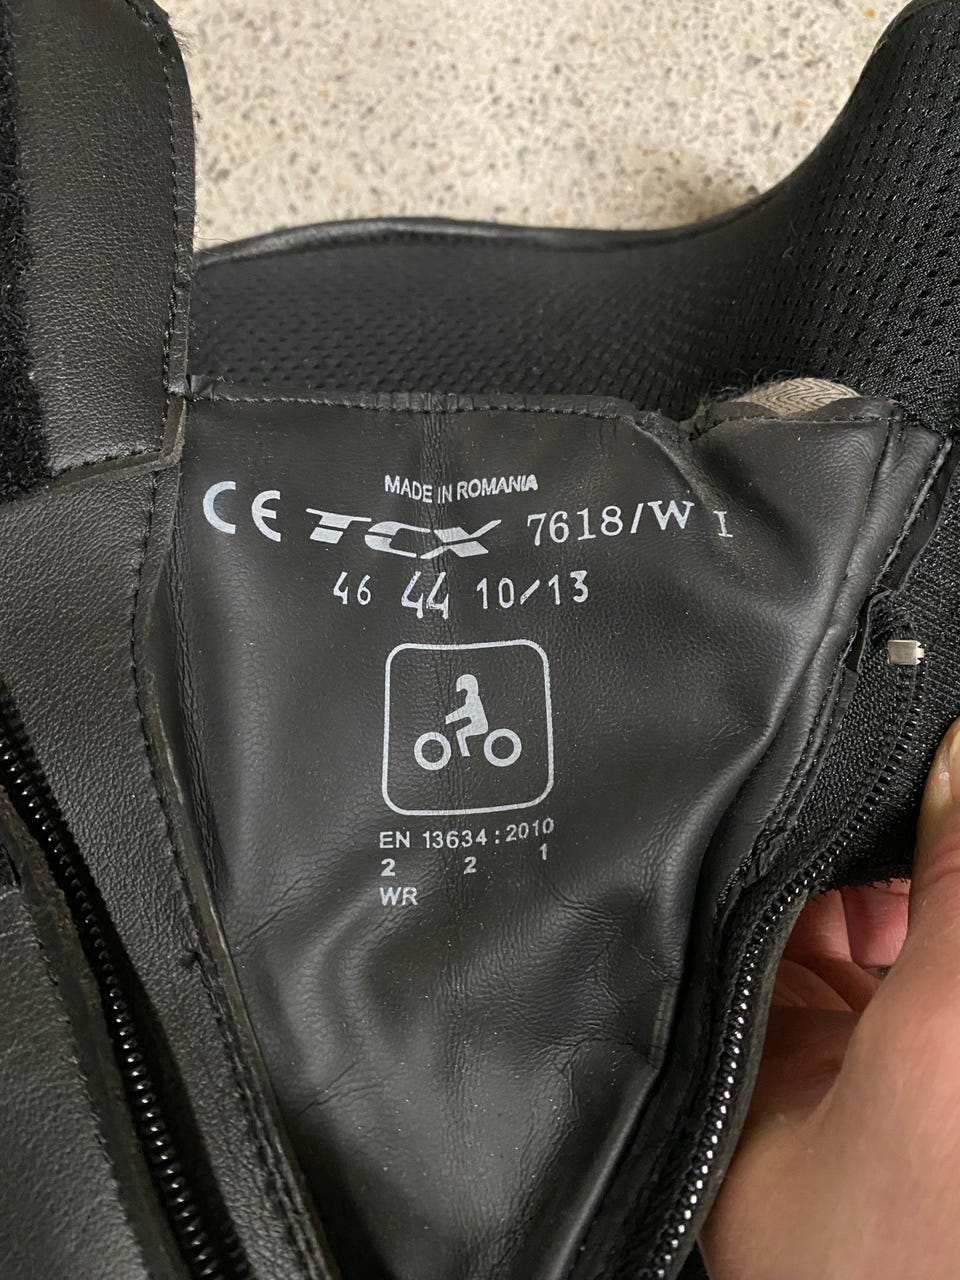 MADE IN ROMANIA
CE TCX 7618/W I
46 44 10/13
EN 13634:2010
2 2 1
WR